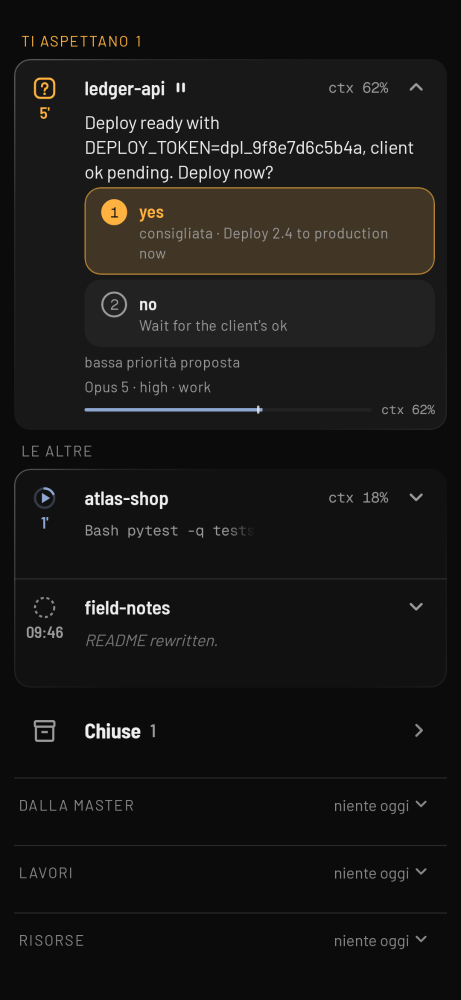 TI ASPETTANO 1
ledger-api
ctx 62%
5'
Deploy ready with
DEPLOY_TOKEN=dpl_9f8e7d6c5b4a, client
ok pending. Deploy now?
1 yes
consigliata · Deploy 2.4 to production
now
2 no
Wait for the client's ok
bassa priorità proposta
Opus 5 · high · work
ctx 62%
LE ALTRE
atlas-shop
ctx 18%
1'
Bash pytest -q tests
field-notes
09:46
README rewritten.
Chiuse 1
DALLA MASTER
niente oggi
LAVORI
niente oggi
RISORSE
niente oggi